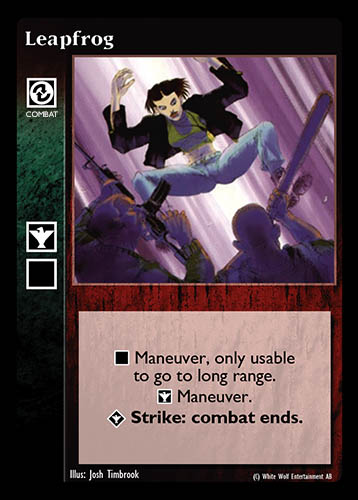 Leapfrog
COMBAT
Maneuver, only usable
to go to long range.
Maneuver.
Strike: combat ends.
Illus: Josh Timbrook
(C) White Wolf Entertainment AB